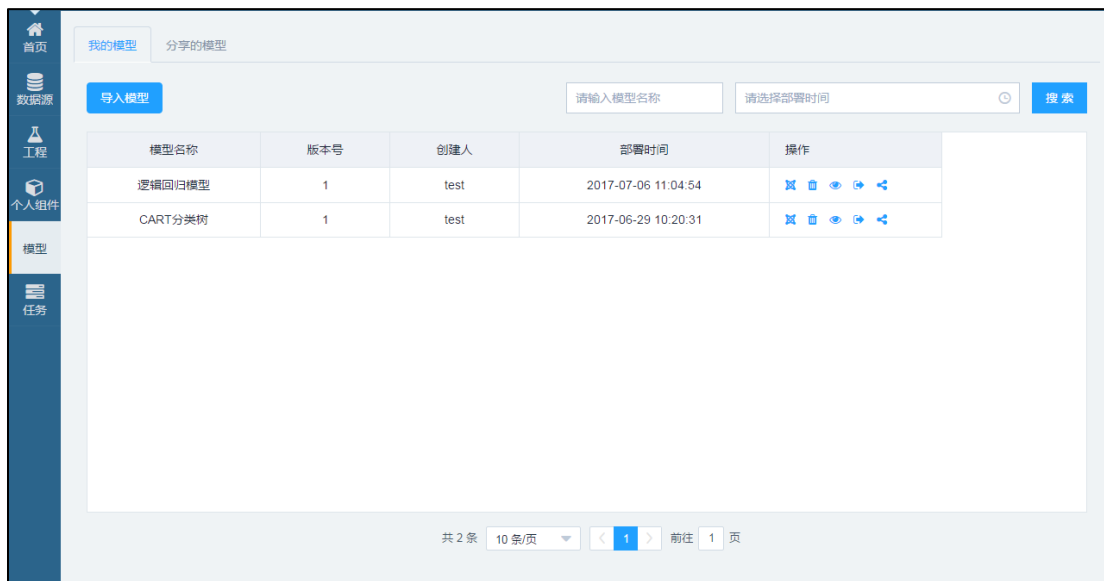 首页
数据源
工程
个人组件
模型
任务
我的模型 分享的模型
导入模型 请输入模型名称 请选择部署时间 搜索
模型名称 版本号 创建人 部署时间 操作
逻辑回归模型 1 test 2017-07-06 11:04:54
CART分类树 1 test 2017-06-29 10:20:31
共 2 条 10 条/页 1 前往 1 页